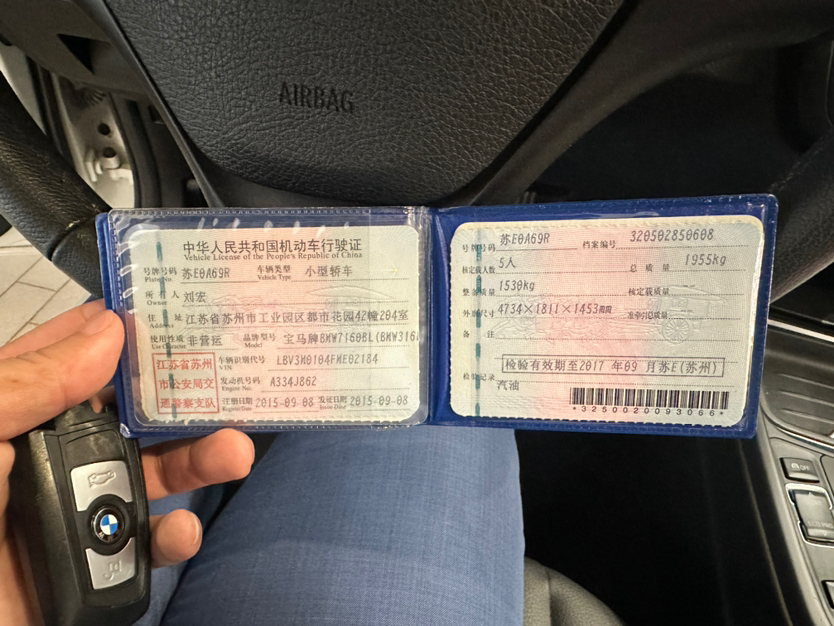 AIRBAG
中华人民共和国机动车行驶证
Vehicle License of the People's Republic of China
号牌号码 苏E0A69R 车辆类型 小型轿车
Plate No. Vehicle Type
所有人 刘宏
Owner
住址 江苏省苏州市工业园区都市花园42幢204室
Address
使用性质 非营运 品牌型号 宝马牌BMW7160BL(BMW316i
Use Character Model
江苏省苏州
市公安局交
通警察支队
车辆识别代号 LBV3M0104FME02184
VIN
发动机号码 A334J862
Engine No.
注册日期 2015-09-08 发证日期 2015-09-08
Register Date Issue Date
号牌号码 苏E0A69R 档案编号 320502850608
核定载人数 5人 总质量 1955kg
整备质量 1530kg 核定载质量
外廓尺寸 4734×1811×1453mm 准牵引总质量
备注
检验有效期至2017 年09 月苏E(苏州)
检验记录
汽油
*3250020093066*
OFF